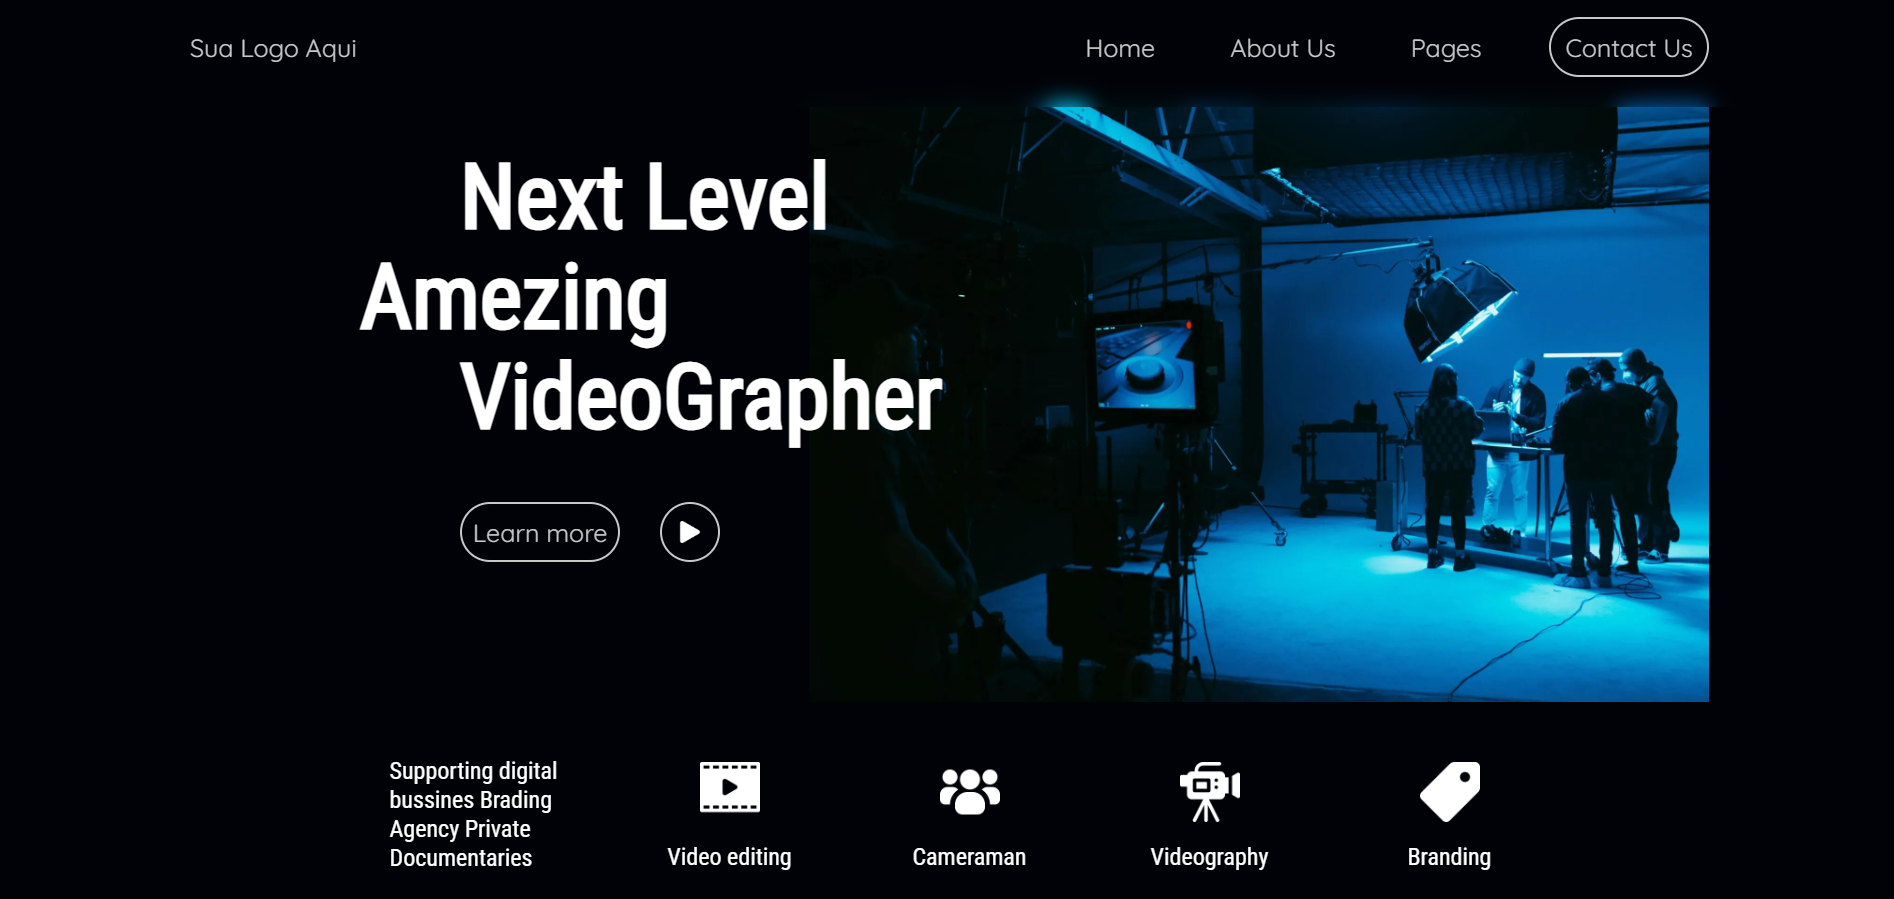 Sua Logo Aqui
Home
About Us
Pages
Contact Us
Next Level
Amezing
VideoGrapher
Learn more
Supporting digital
bussines Brading
Agency Private
Documentaries
Video editing
Cameraman
Videography
Branding